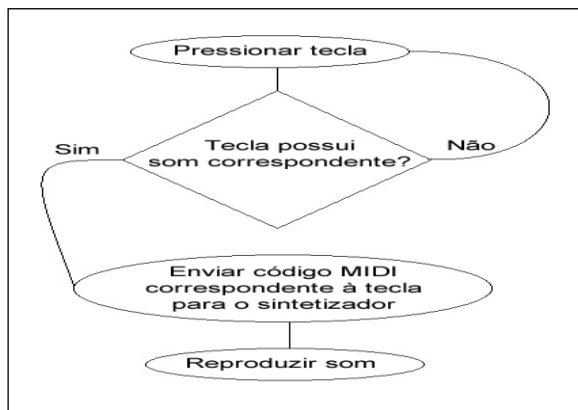 Pressionar tecla
Sim
Tecla possui
som correspondente?
Não
Enviar código MIDI
correspondente à tecla
para o sintetizador
Reproduzir som